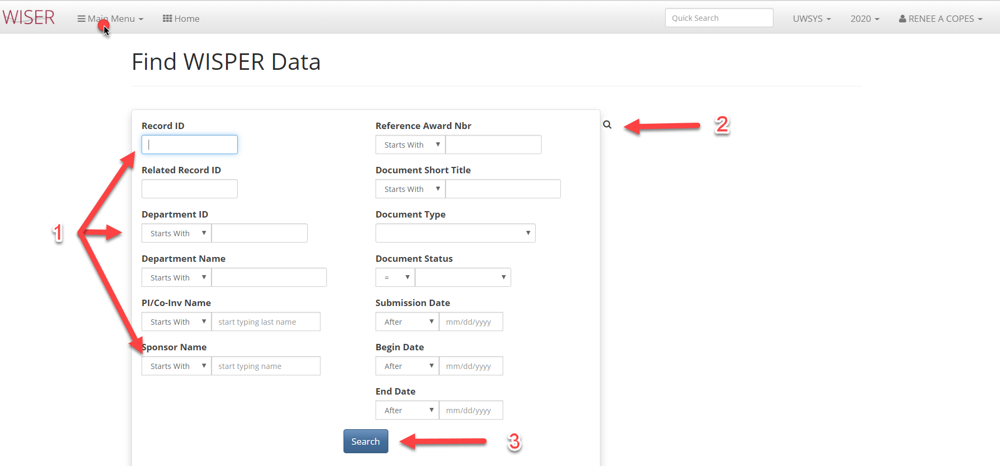 WISER
Main Menu
Home
Quick Search
UWSYS
2020
RENEE A COPES
Find WISPER Data
Record ID
Reference Award Nbr
2
Starts With
Related Record ID
Document Short Title
Starts With
1
Department ID
Document Type
Starts With
Department Name
Document Status
Starts With
=
PI/Co-Inv Name
Submission Date
Starts With
start typing last name
After
mm/dd/yyyy
Sponsor Name
Begin Date
Starts With
start typing name
After
mm/dd/yyyy
End Date
After
mm/dd/yyyy
Search
3